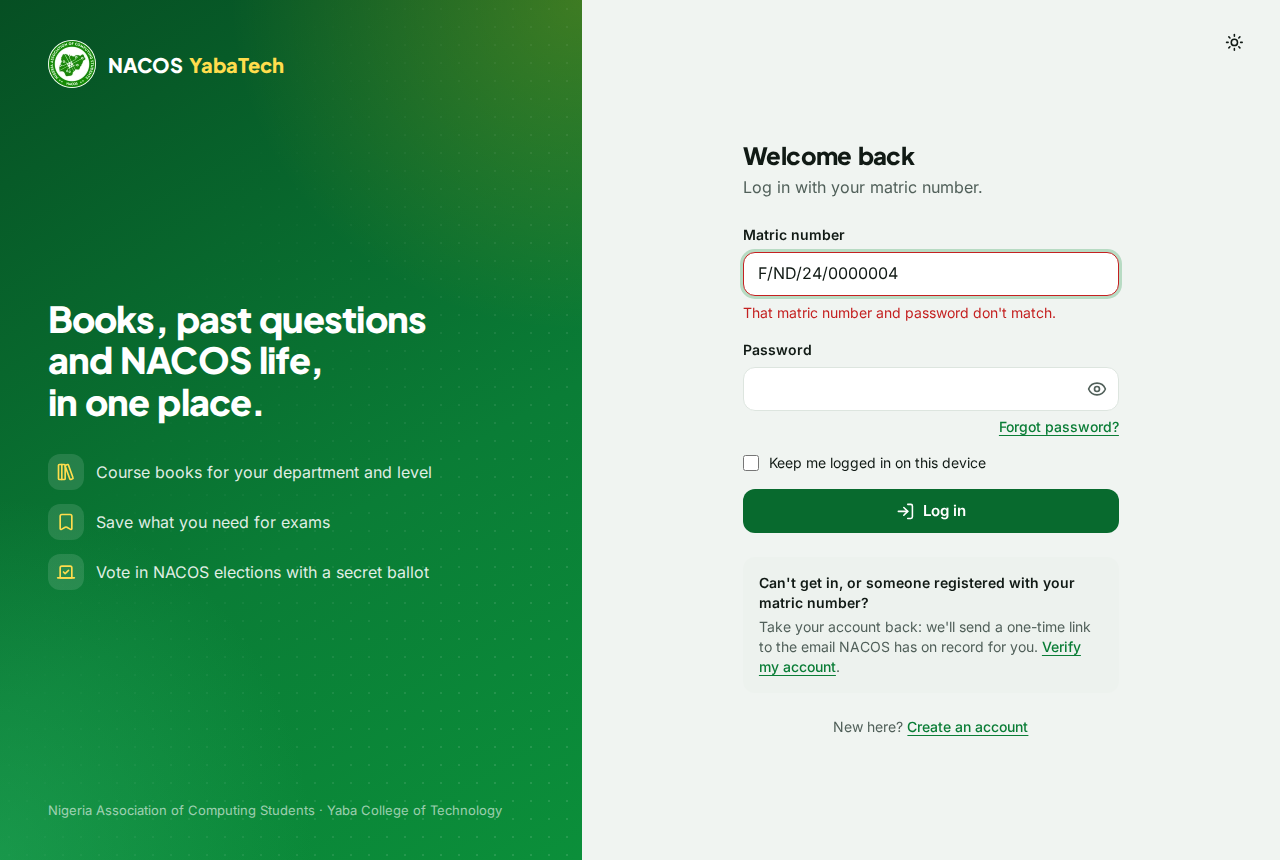 NACOS YabaTech
Books, past questions
and NACOS life,
in one place.
Course books for your department and level
Save what you need for exams
Vote in NACOS elections with a secret ballot
Nigeria Association of Computing Students · Yaba College of Technology
Welcome back
Log in with your matric number.
Matric number
F/ND/24/0000004
That matric number and password don't match.
Password
Forgot password?
Keep me logged in on this device
Log in
Can't get in, or someone registered with your
matric number?
Take your account back: we'll send a one-time link
to the email NACOS has on record for you. Verify
my account.
New here? Create an account